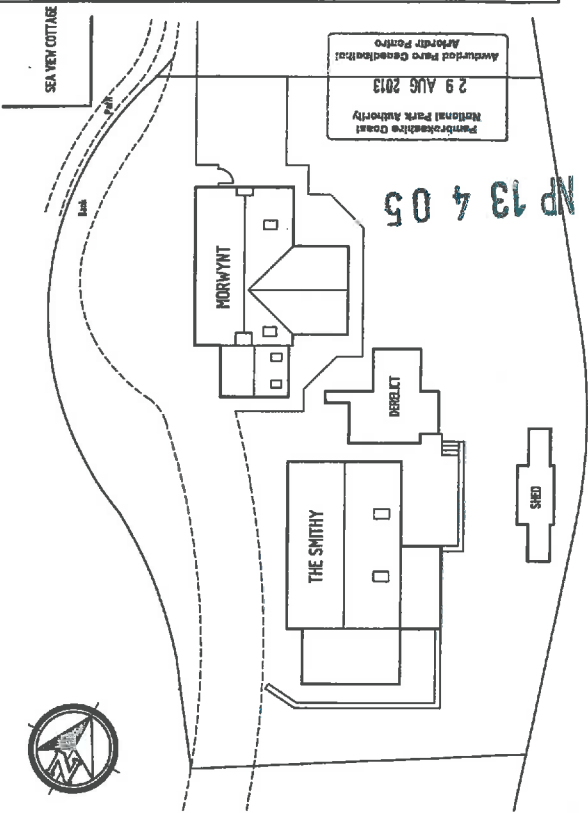 SEA VIEW COTTAGE
Path
Bank
MORWYNT
THE SMITHY
DERELICT
SHED
N
Pembrokeshire Coast
National Park Authority
2 9 AUG 2013
Awdurdod Parc Cenedlaethol
Arfordir Penfro
NP 13 4 05